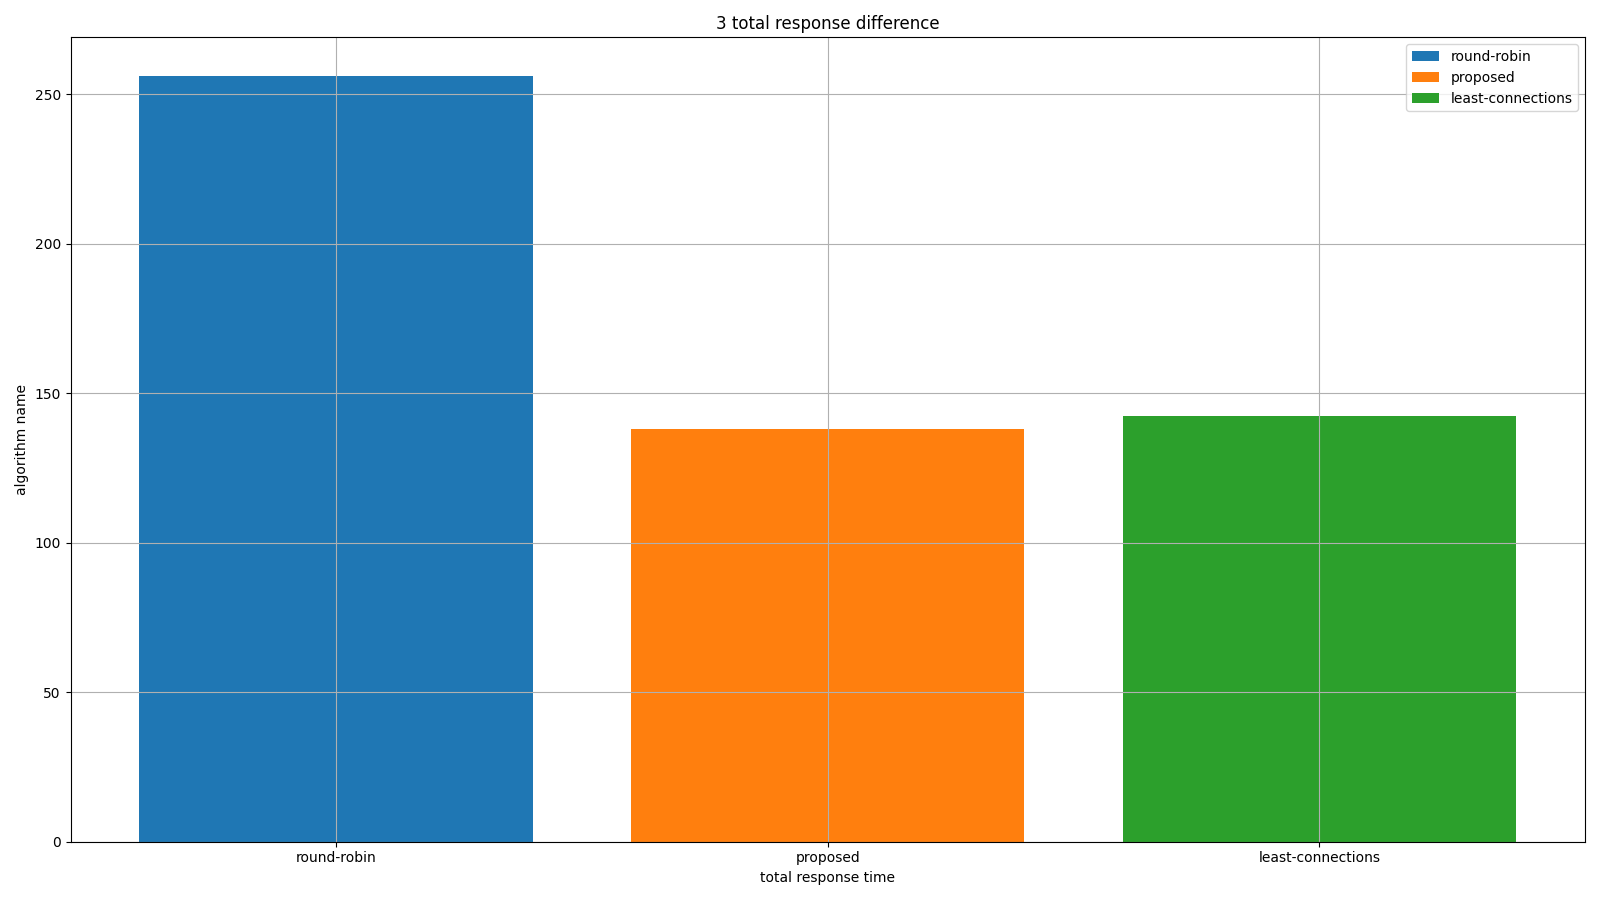 3 total response difference
round-robin
proposed
least-connections
250
200
150
100
50
0
algorithm name
round-robin
proposed
least-connections
total response time